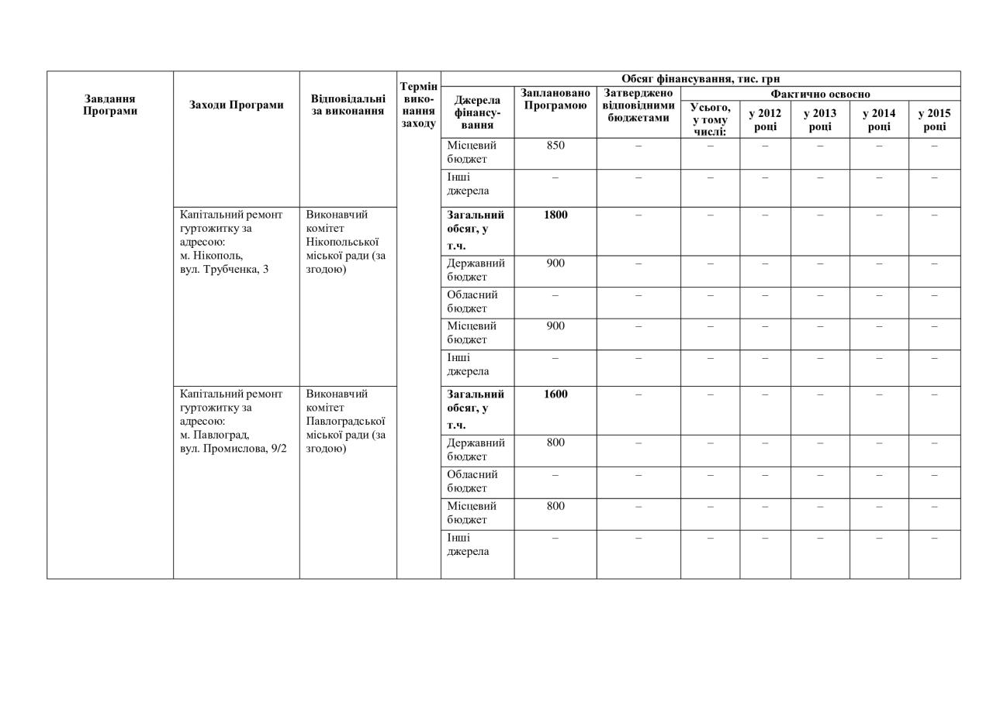 Завдання
Програми
Заходи Програми
Відповідальні
за виконання
Термін
вико-
нання
заходу
Обсяг фінансування, тис. грн
Джерела
фінансу-
вання
Заплановано
Програмою
Затверджено
відповідними
бюджетами
Фактично освоєно
Усього,
у тому
числі:
у 2012
році
у 2013
році
у 2014
році
у 2015
році
Місцевий 850 – – – – – –
бюджет
Інші – – – – – – –
джерела
Капітальний ремонт
гуртожитку за
адресою:
м. Нікополь,
вул. Трубченка, 3
Виконавчий
комітет
Нікопольської
міської ради (за
згодою)
Загальний 1800 – – – – – –
обсяг, у
т.ч.
Державний 900 – – – – – –
бюджет
Обласний – – – – – – –
бюджет
Місцевий 900 – – – – – –
бюджет
Інші – – – – – – –
джерела
Капітальний ремонт
гуртожитку за
адресою:
м. Павлоград,
вул. Промислова, 9/2
Виконавчий
комітет
Павлоградської
міської ради (за
згодою)
Загальний 1600 – – – – – –
обсяг, у
т.ч.
Державний 800 – – – – – –
бюджет
Обласний – – – – – – –
бюджет
Місцевий 800 – – – – – –
бюджет
Інші – – – – – – –
джерела